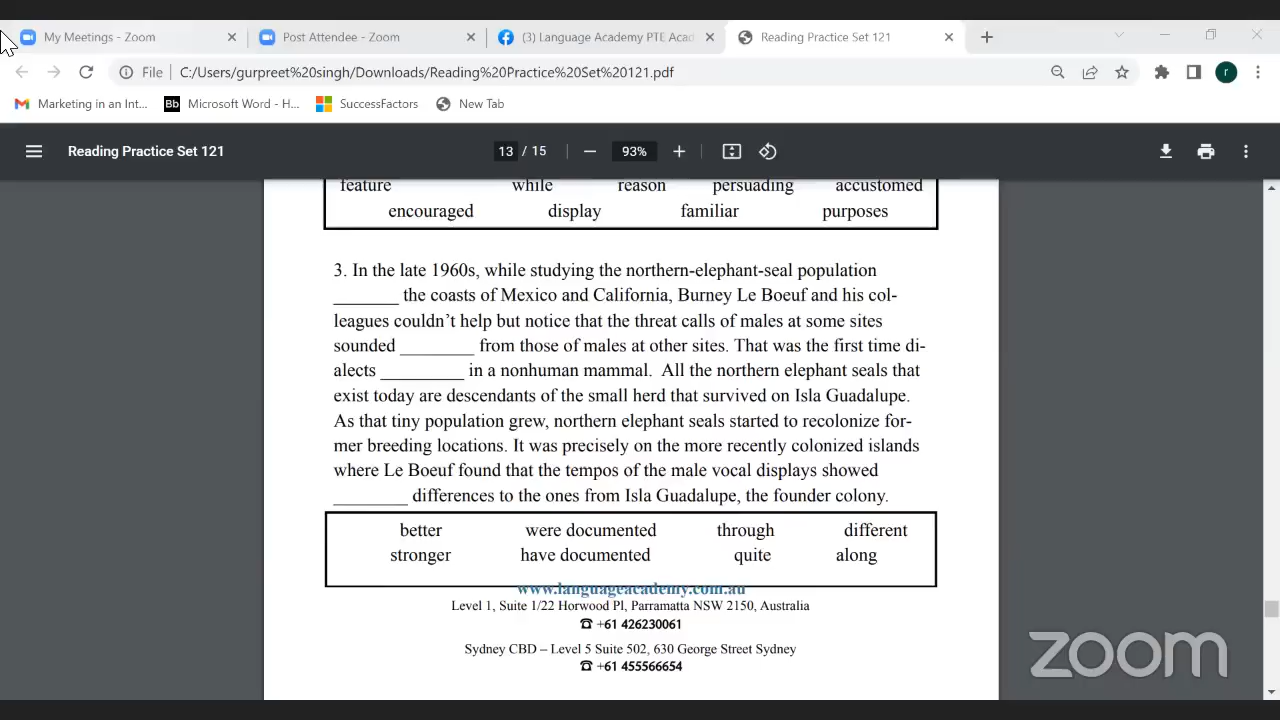 My Meetings - Zoom Post Attendee - Zoom (3) Language Academy PTE Acad Reading Practice Set 121
File C:/Users/gurpreet%20singh/Downloads/Reading%20Practice%20Set%20121.pdf
Marketing in an Int... Bb Microsoft Word - H... SuccessFactors New Tab
Reading Practice Set 121 13 / 15 93%
feature while reason persuading accustomed
encouraged display familiar purposes
3. In the late 1960s, while studying the northern-elephant-seal population
_______ the coasts of Mexico and California, Burney Le Boeuf and his col-
leagues couldn't help but notice that the threat calls of males at some sites
sounded ________ from those of males at other sites. That was the first time di-
alects _________ in a nonhuman mammal. All the northern elephant seals that
exist today are descendants of the small herd that survived on Isla Guadalupe.
As that tiny population grew, northern elephant seals started to recolonize for-
mer breeding locations. It was precisely on the more recently colonized islands
where Le Boeuf found that the tempos of the male vocal displays showed
________ differences to the ones from Isla Guadalupe, the founder colony.
better were documented through different
stronger have documented quite along
www.languageacademy.com.au
Level 1, Suite 1/22 Horwood Pl, Parramatta NSW 2150, Australia
☎ +61 426230061
Sydney CBD – Level 5 Suite 502, 630 George Street Sydney
☎ +61 455566654
zoom